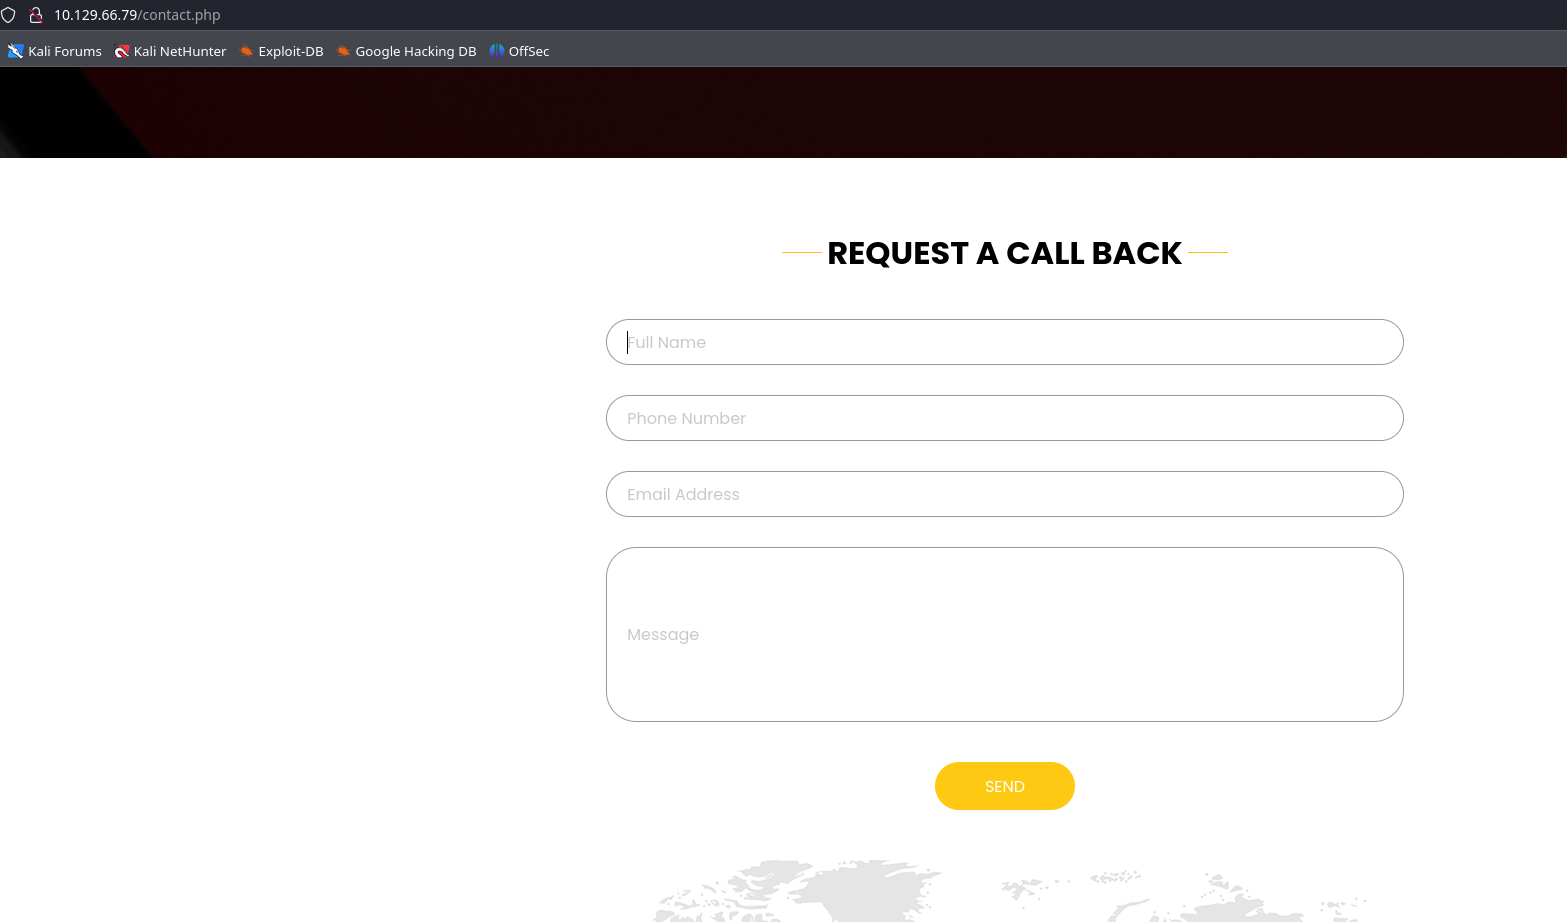 10.129.66.79/contact.php
Kali Forums Kali NetHunter Exploit-DB Google Hacking DB OffSec
REQUEST A CALL BACK
Full Name
Phone Number
Email Address
Message
SEND